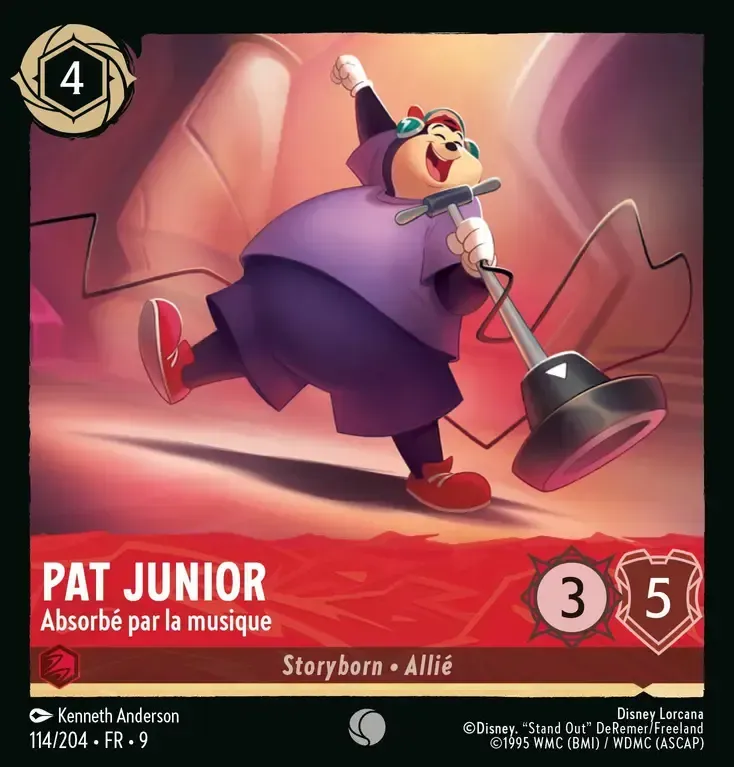 4
PAT JUNIOR
Absorbé par la musique
3
5
Storyborn • Allié
Kenneth Anderson
114/204 • FR • 9
Disney Lorcana
©Disney. "Stand Out" DeRemer/Freeland
©1995 WMC (BMI) / WDMC (ASCAP)